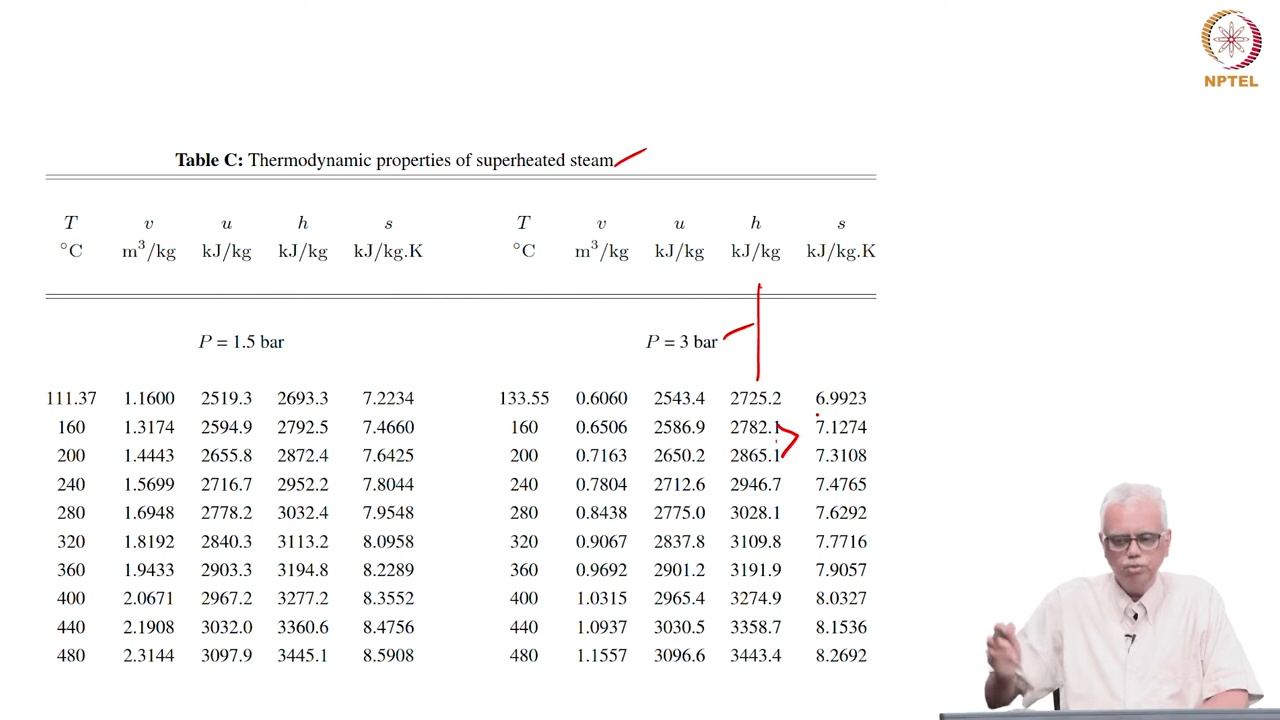 NPTEL
Table C: Thermodynamic properties of superheated steam
T v u h s T v u h s
°C m³/kg kJ/kg kJ/kg kJ/kg.K °C m³/kg kJ/kg kJ/kg kJ/kg.K
P = 1.5 bar P = 3 bar
111.37 1.1600 2519.3 2693.3 7.2234 133.55 0.6060 2543.4 2725.2 6.9923
160 1.3174 2594.9 2792.5 7.4660 160 0.6506 2586.9 2782.1 7.1274
200 1.4443 2655.8 2872.4 7.6425 200 0.7163 2650.2 2865.1 7.3108
240 1.5699 2716.7 2952.2 7.8044 240 0.7804 2712.6 2946.7 7.4765
280 1.6948 2778.2 3032.4 7.9548 280 0.8438 2775.0 3028.1 7.6292
320 1.8192 2840.3 3113.2 8.0958 320 0.9067 2837.8 3109.8 7.7716
360 1.9433 2903.3 3194.8 8.2289 360 0.9692 2901.2 3191.9 7.9057
400 2.0671 2967.2 3277.2 8.3552 400 1.0315 2965.4 3274.9 8.0327
440 2.1908 3032.0 3360.6 8.4756 440 1.0937 3030.5 3358.7 8.1536
480 2.3144 3097.9 3445.1 8.5908 480 1.1557 3096.6 3443.4 8.2692